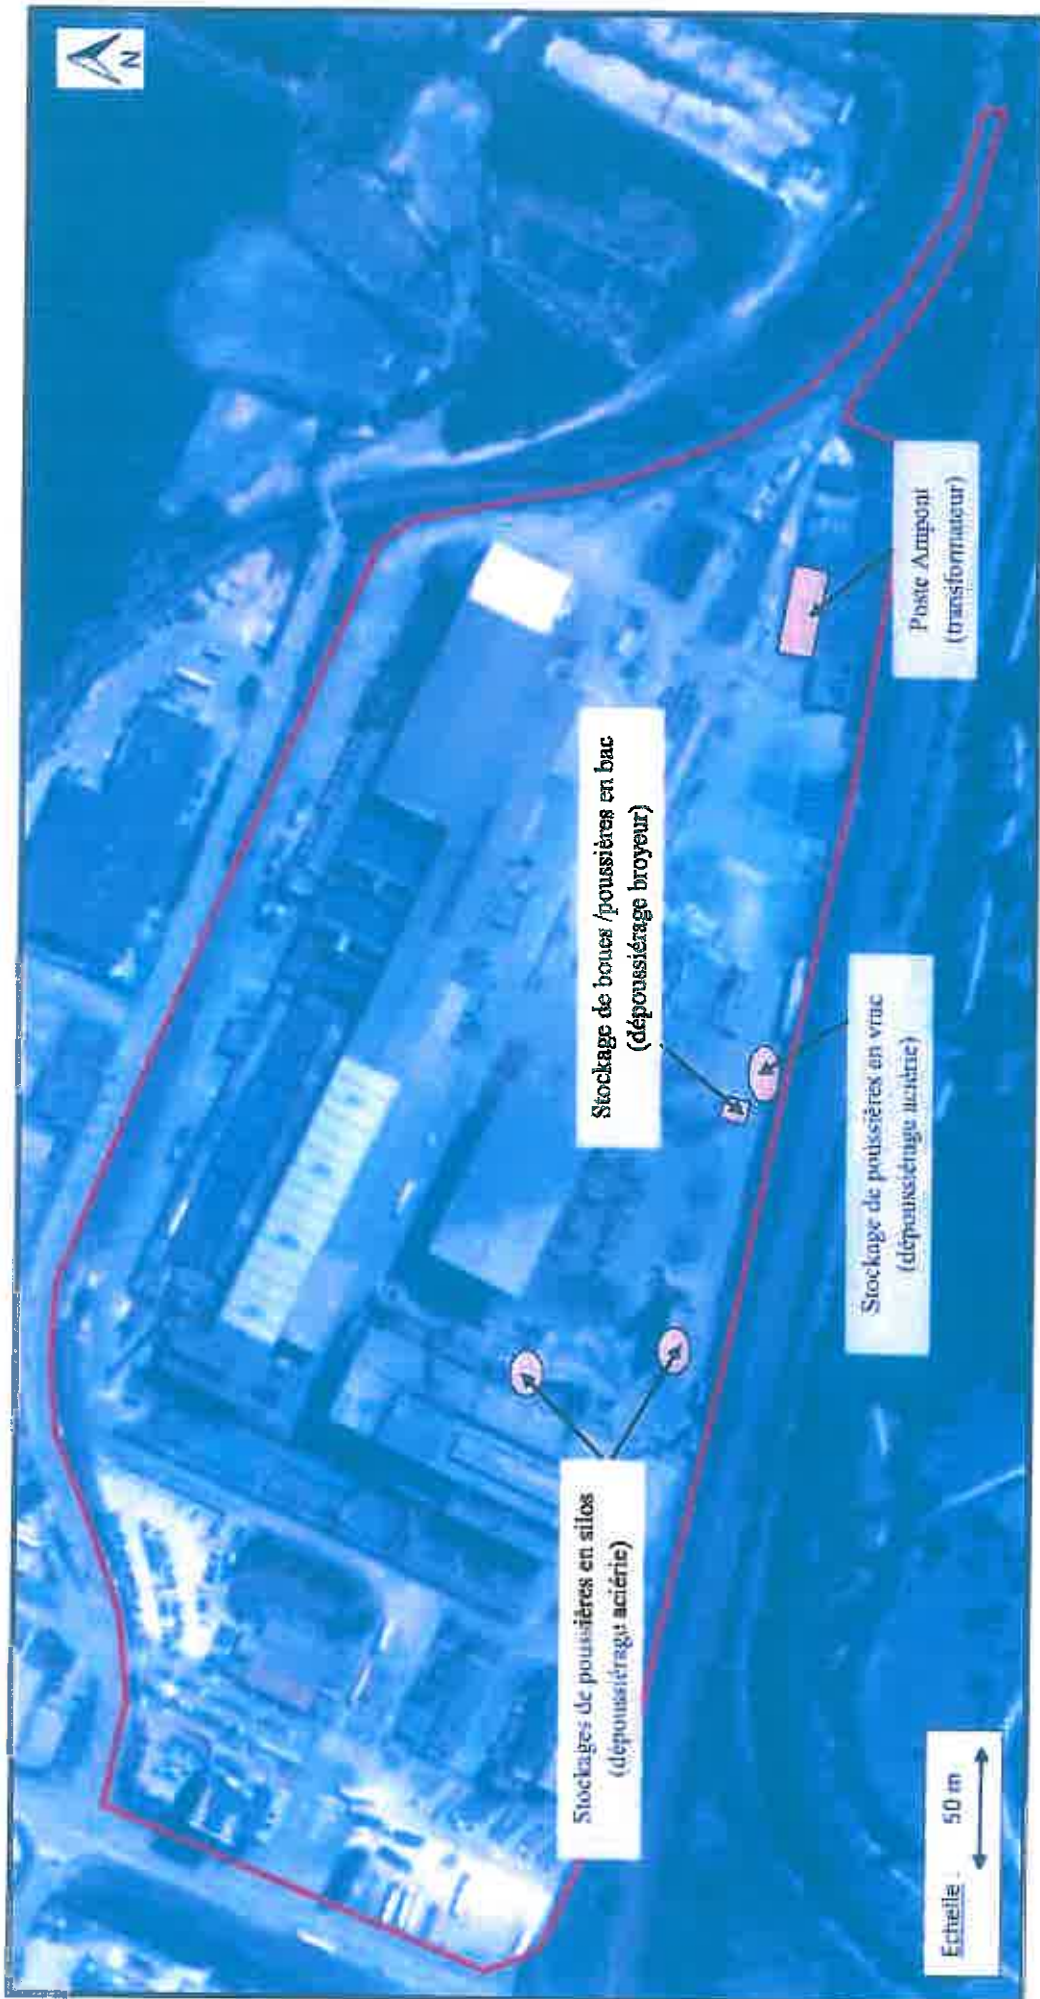 N
Stockage de boues /poussières en bac
(dépoussiérage broyeur)
Poste Ampont
(transformateur)
Stockages de poussières en silos
(dépoussiérage aciérie)
Stockage de poussières en vrac
(dépoussiérage aciérie)
Echelle : 50 m